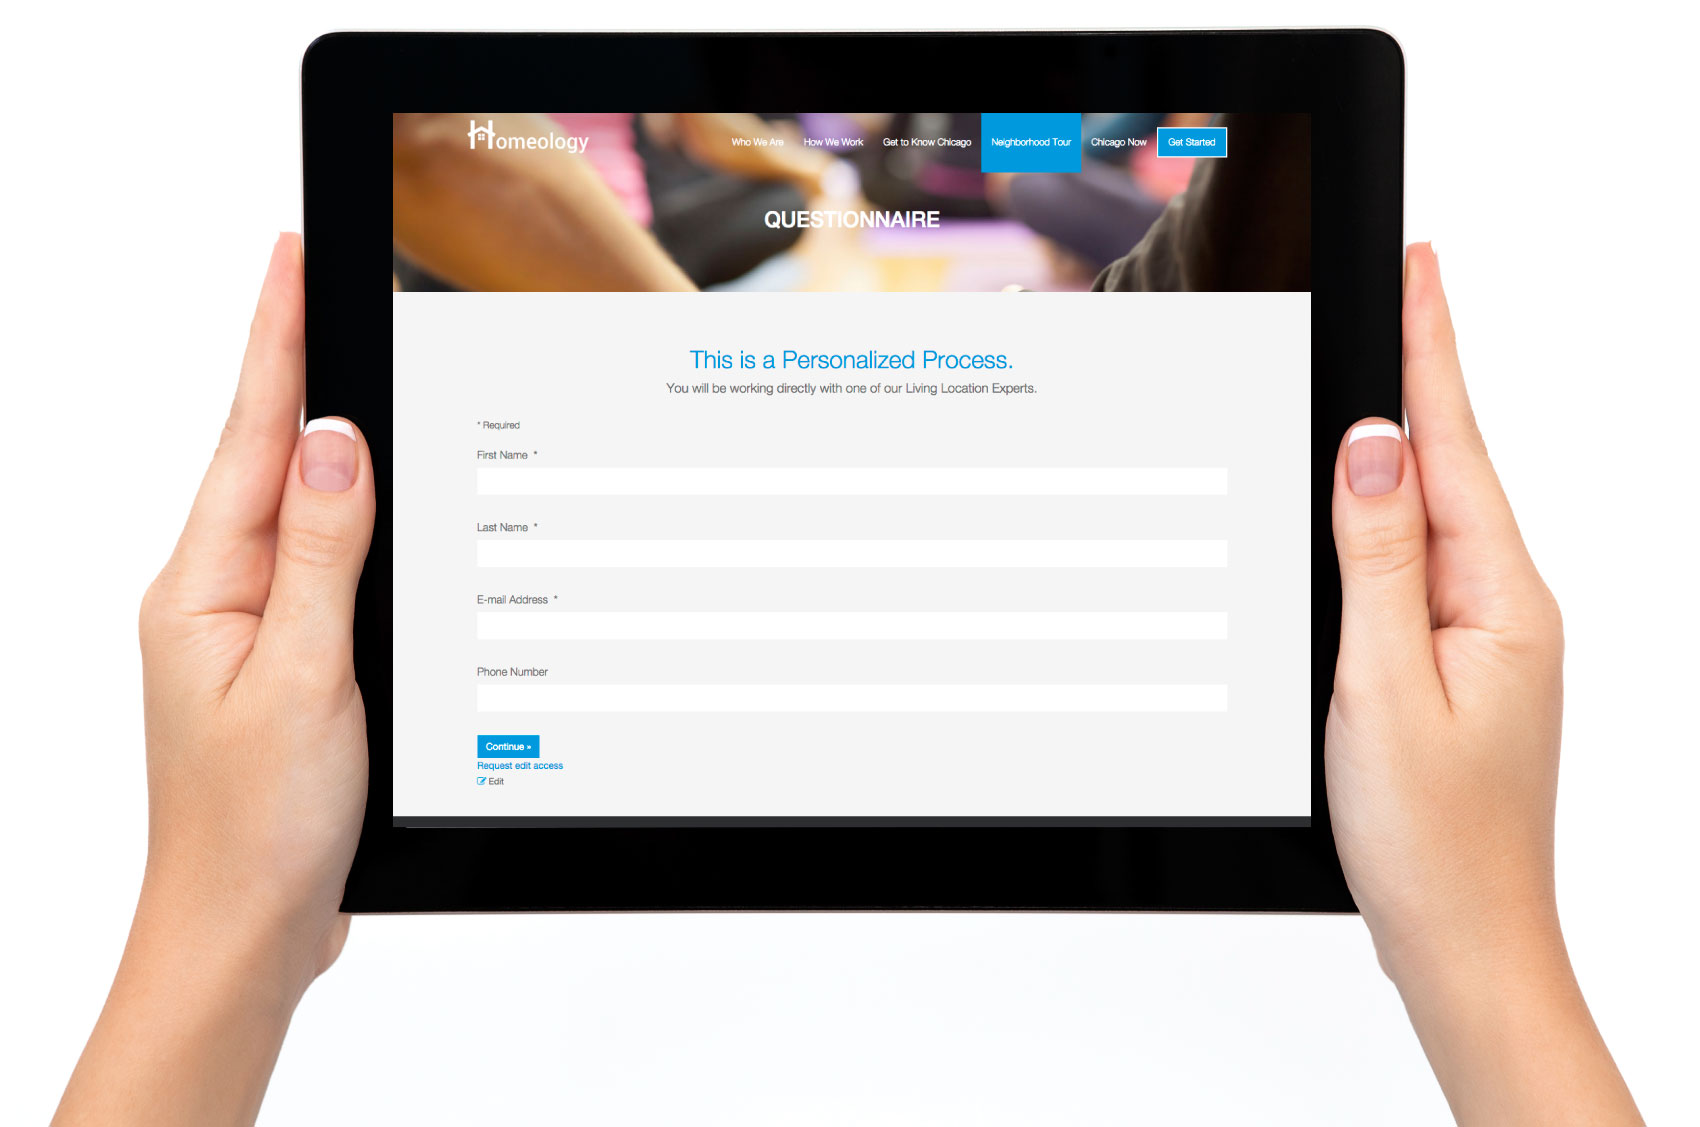 Homeology
Who We Are How We Work Get to Know Chicago Neighborhood Tour Chicago Now Get Started
QUESTIONNAIRE
This is a Personalized Process.
You will be working directly with one of our Living Location Experts.
* Required
First Name *
Last Name *
E-mail Address *
Phone Number
Continue »
Request edit access
Edit